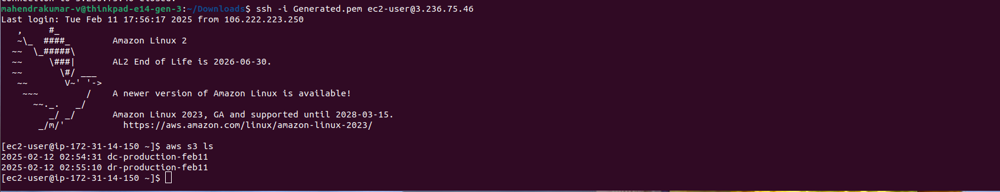 mahendrakumar-v@thinkpad-e14-gen-3:~/Downloads$ ssh -i Generated.pem ec2-user@3.236.75.46
Last login: Tue Feb 11 17:56:17 2025 from 106.222.223.250
   ,     #_
   ~\_  ####_        Amazon Linux 2
  ~~  \_#####\
  ~~     \###|       AL2 End of Life is 2026-06-30.
  ~~       \#/ ___
   ~~       V~' '->
    ~~~         /    A newer version of Amazon Linux is available!
      ~~._.   _/
         _/ _/       Amazon Linux 2023, GA and supported until 2028-03-15.
       _/m/'           https://aws.amazon.com/linux/amazon-linux-2023/
[ec2-user@ip-172-31-14-150 ~]$ aws s3 ls
2025-02-12 02:54:31 dc-production-feb11
2025-02-12 02:55:10 dr-production-feb11
[ec2-user@ip-172-31-14-150 ~]$